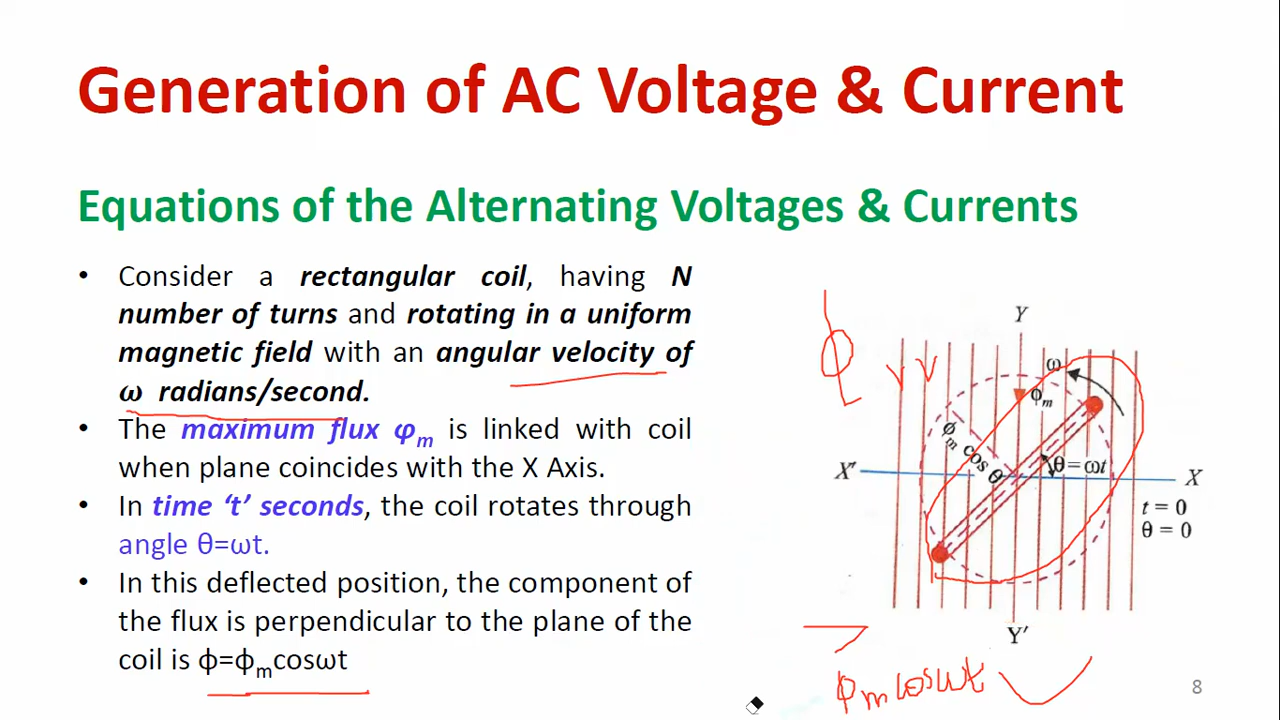 Generation of AC Voltage & Current
Equations of the Alternating Voltages & Currents
• Consider a rectangular coil, having N
number of turns and rotating in a uniform
magnetic field with an angular velocity of
ω radians/second.
• The maximum flux φm is linked with coil
when plane coincides with the X Axis.
• In time ‘t’ seconds, the coil rotates through
angle θ=ωt.
• In this deflected position, the component of
the flux is perpendicular to the plane of the
coil is ϕ=ϕmcosωt
ϕ
Y
ω
ϕm
ϕm cos θ
θ=ωt
X′
X
t = 0
θ = 0
Y′
ϕm cosωt
8